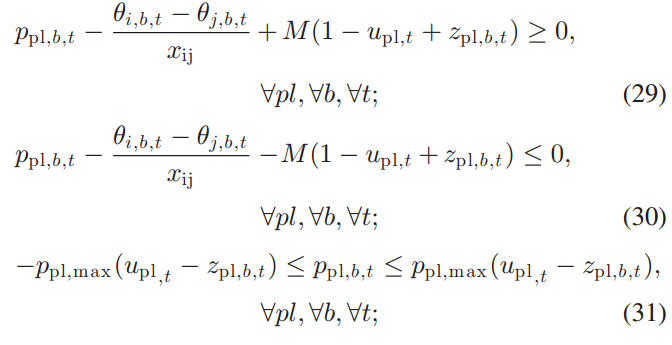 p_{pl,b,t} − \frac{θ_{i,b,t} − θ_{j,b,t}}{x_{ij}} + M(1 − u_{pl,t} + z_{pl,b,t}) ≥ 0,
∀pl, ∀b, ∀t; (29)
p_{pl,b,t} − \frac{θ_{i,b,t} − θ_{j,b,t}}{x_{ij}} − M(1 − u_{pl,t} + z_{pl,b,t}) ≤ 0,
∀pl, ∀b, ∀t; (30)
−p_{pl,max}(u_{pl,t} − z_{pl,b,t}) ≤ p_{pl,b,t} ≤ p_{pl,max}(u_{pl,t} − z_{pl,b,t}),
∀pl, ∀b, ∀t; (31)